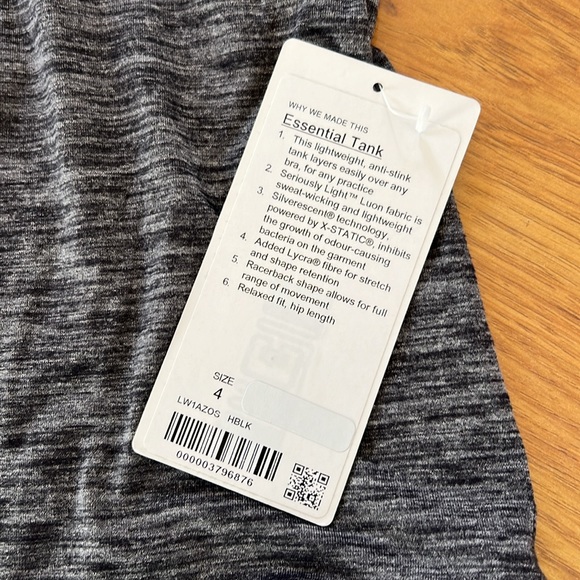 WHY WE MADE THIS
Essential Tank
1. This lightweight, anti-stink
tank layers easily over any
bra, for any practice
2. Seriously Light™ Luon fabric is
sweat-wicking and lightweight
3. Silverescent® technology,
powered by X-STATIC®, inhibits
the growth of odour-causing
bacteria on the garment
4. Added Lycra® fibre for stretch
and shape retention
5. Racerback shape allows for full
range of movement
6. Relaxed fit, hip length
SIZE
4
LW1AZOS HBLK
000003796876